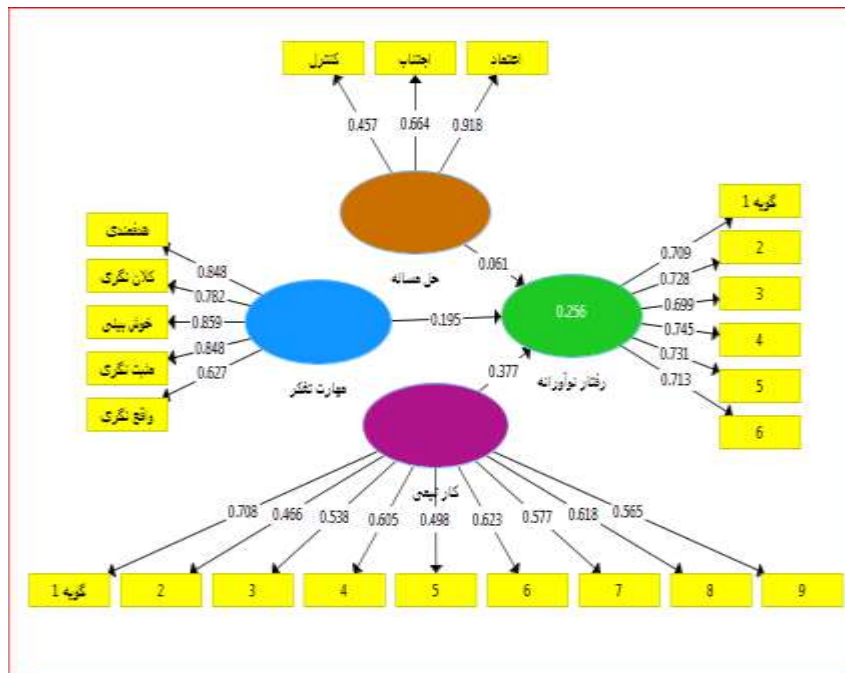 کنترل اجتناب اعتماد
0.457 0.664 0.918
حل مساله
0.061
هدفمندی
کلان نگری
خوش بینی
مثبت نگری
واقع نگری
0.848
0.782
0.859
0.848
0.627
مهارت تفکر
0.195
0.256
رفتار نوآورانه
0.377
0.709
0.728
0.699
0.745
0.731
0.713
گویه 1
2
3
4
5
6
کار تیمی
0.708 0.466 0.538 0.605 0.498 0.623 0.577 0.618 0.565
گویه 1 2 3 4 5 6 7 8 9